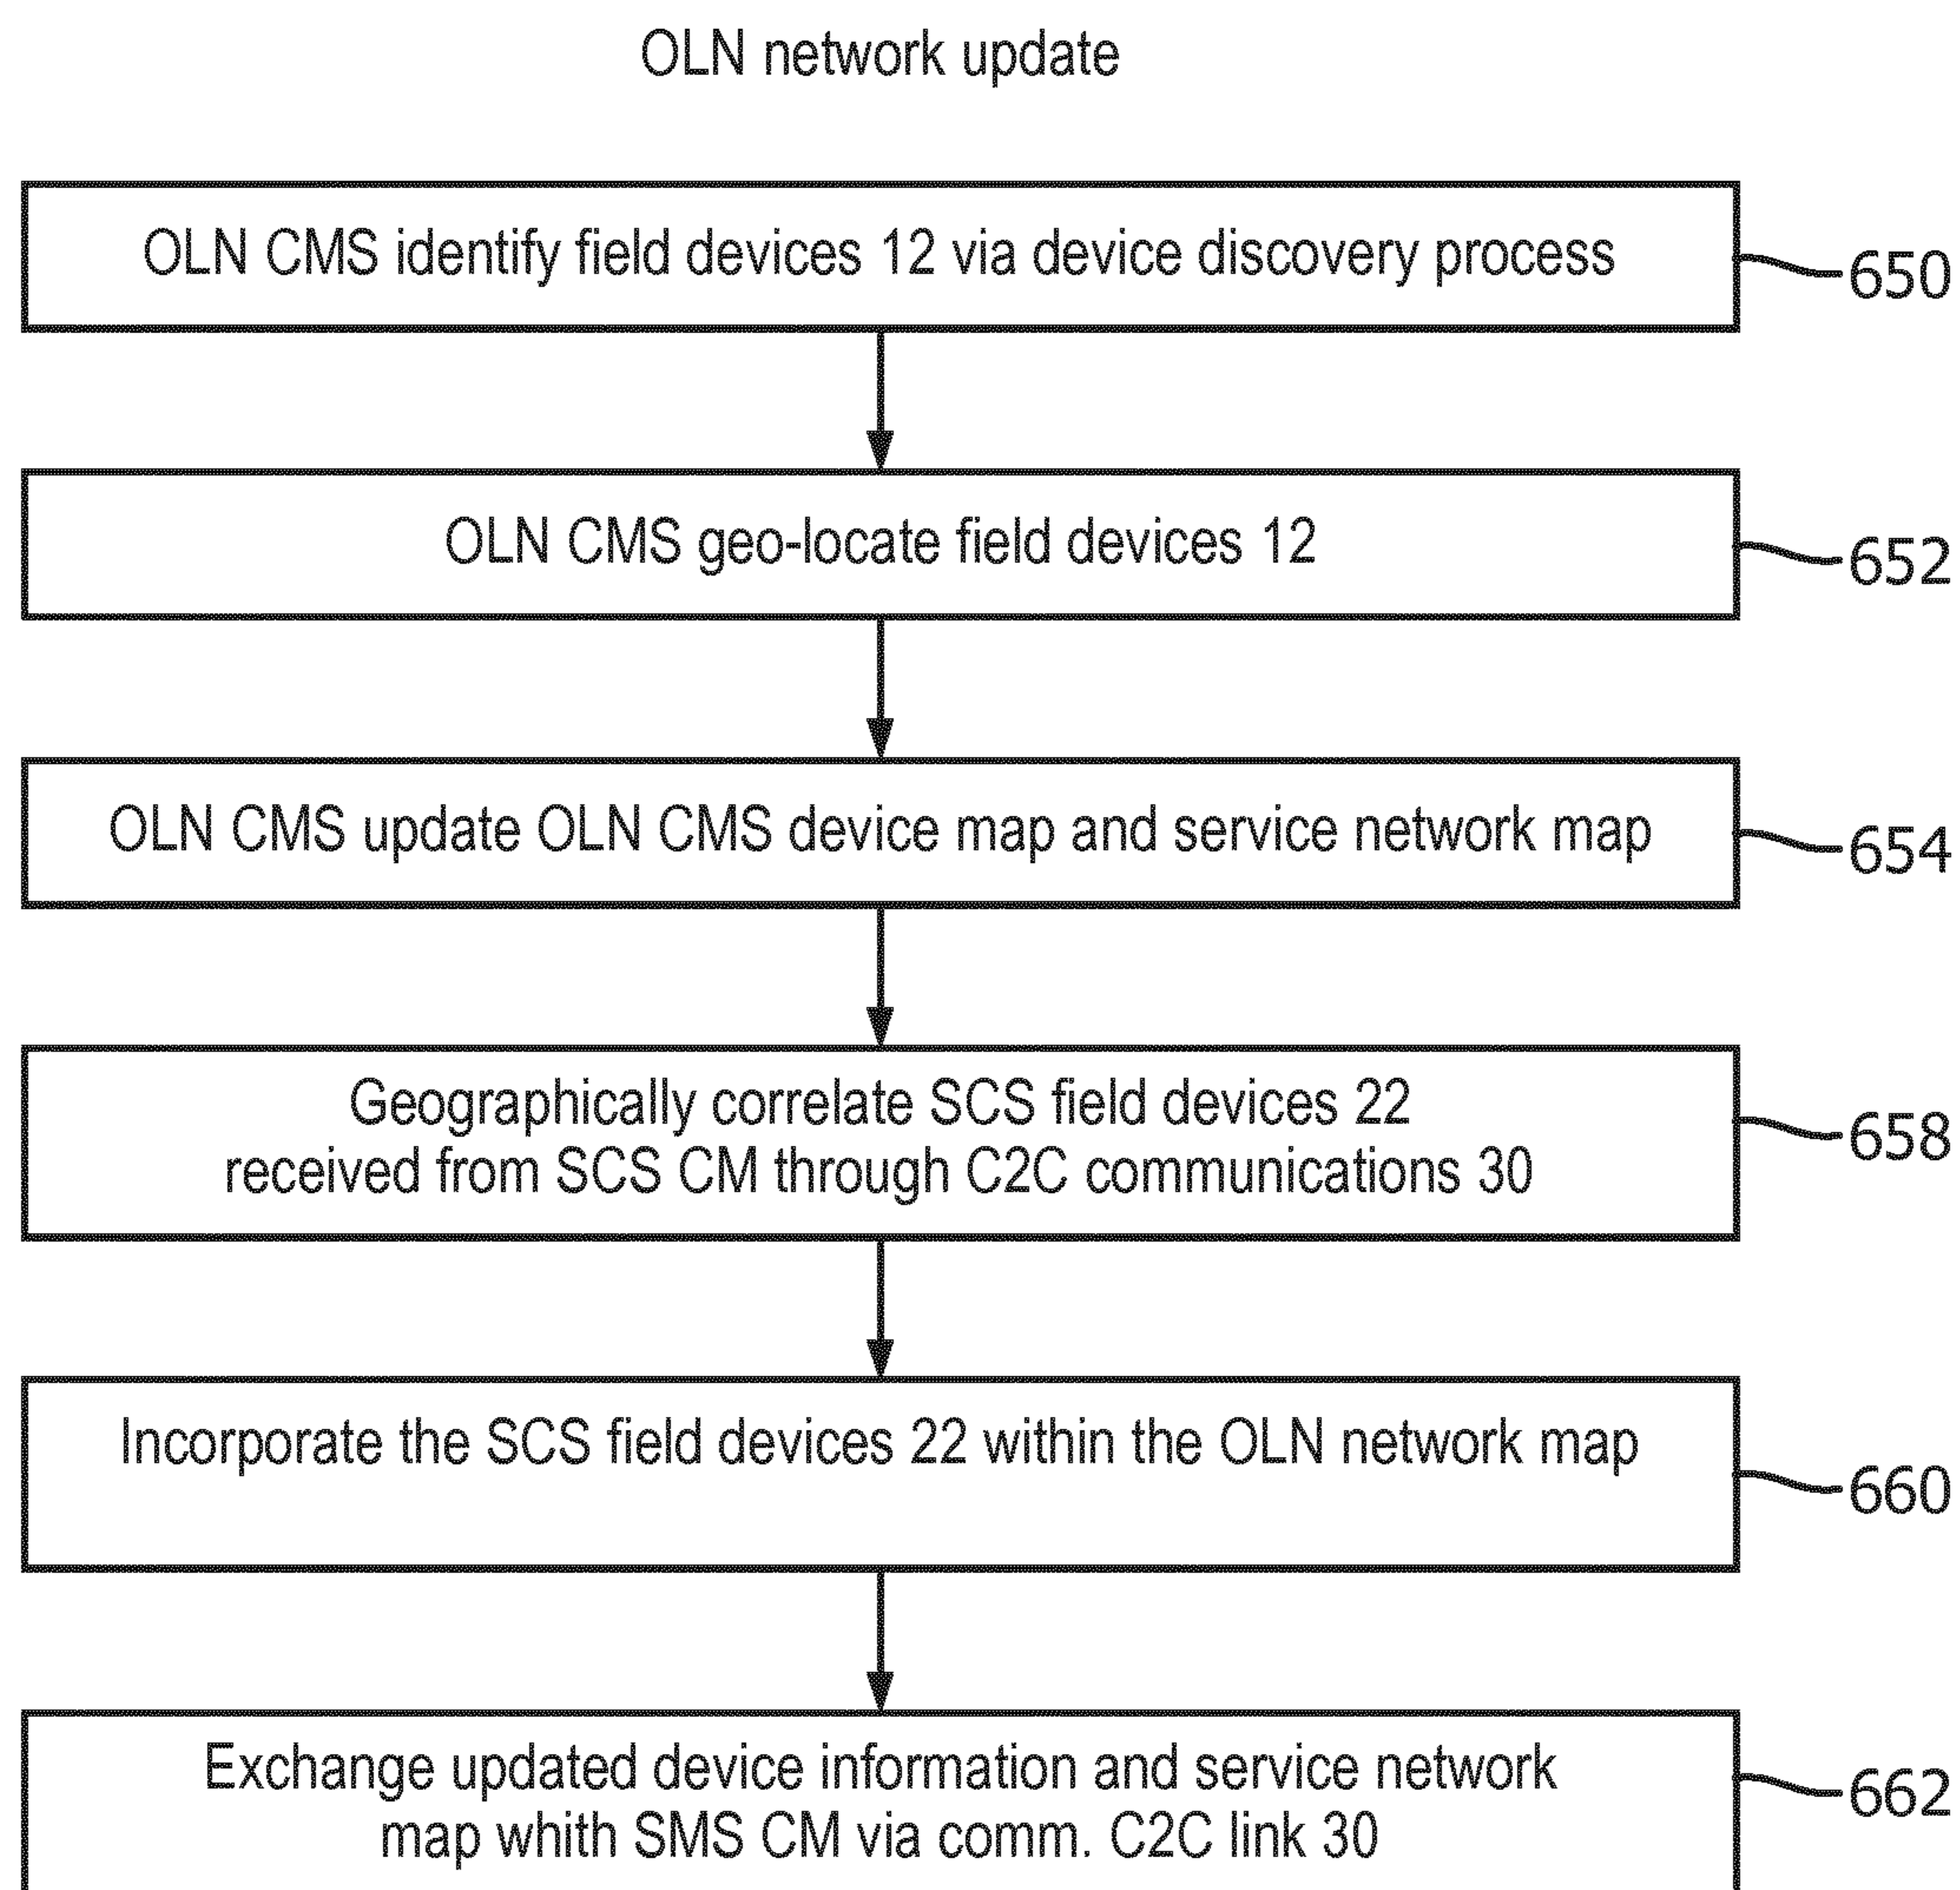 OLN network update
OLN CMS identify field devices 12 via device discovery process
650
OLN CMS geo-locate field devices 12
652
OLN CMS update OLN CMS device map and service network map
654
Geographically correlate SCS field devices 22
received from SCS CM through C2C communications 30
658
Incorporate the SCS field devices 22 within the OLN network map
660
Exchange updated device information and service network
map whith SMS CM via comm. C2C link 30
662